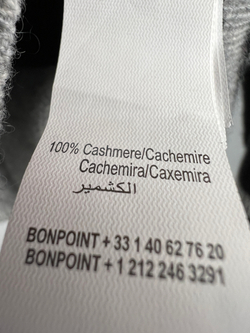 100% Cashmere/Cachemire
Cachemira/Caxemira
الكشمير
BONPOINT + 33 1 40 62 76 20
BONPOINT + 1 212 246 3291